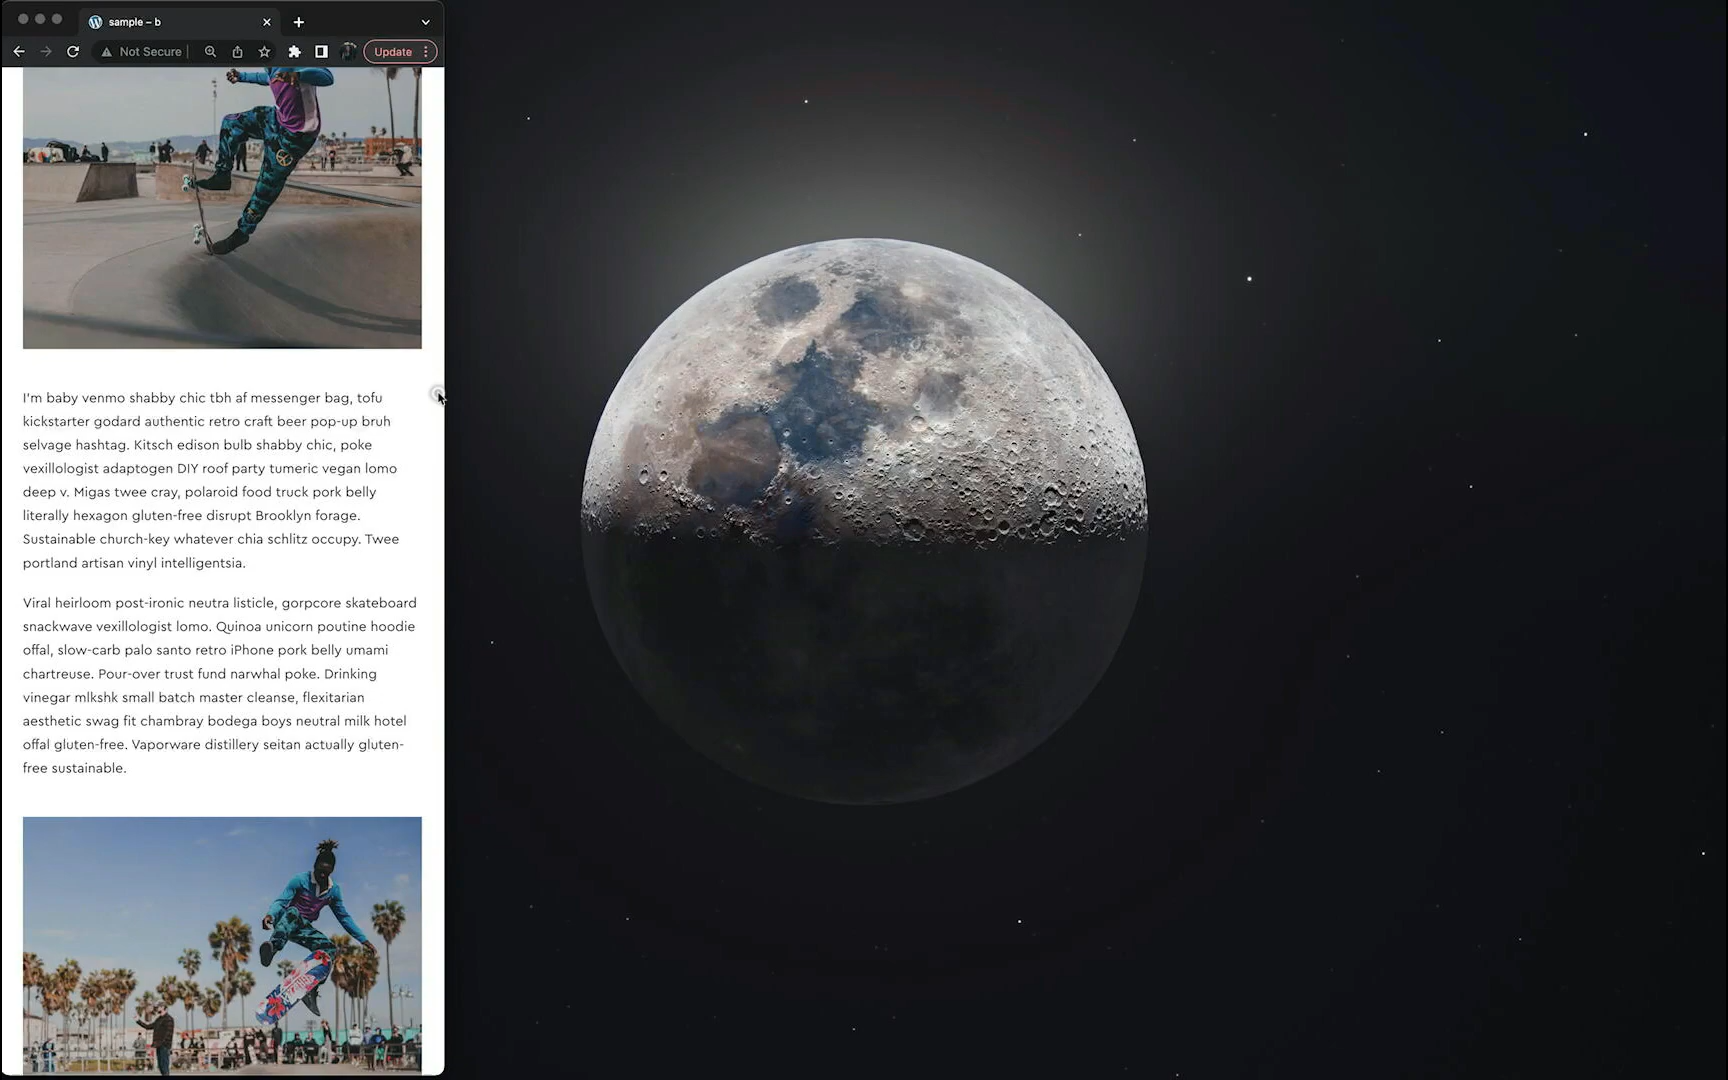 sample – b
Not Secure
Update
I'm baby venmo shabby chic tbh af messenger bag, tofu
kickstarter godard authentic retro craft beer pop-up bruh
selvage hashtag. Kitsch edison bulb shabby chic, poke
vexillologist adaptogen DIY roof party tumeric vegan lomo
deep v. Migas twee cray, polaroid food truck pork belly
literally hexagon gluten-free disrupt Brooklyn forage.
Sustainable church-key whatever chia schlitz occupy. Twee
portland artisan vinyl intelligentsia.
Viral heirloom post-ironic neutra listicle, gorpcore skateboard
snackwave vexillologist lomo. Quinoa unicorn poutine hoodie
offal, slow-carb palo santo retro iPhone pork belly umami
chartreuse. Pour-over trust fund narwhal poke. Drinking
vinegar mlkshk small batch master cleanse, flexitarian
aesthetic swag fit chambray bodega boys neutral milk hotel
offal gluten-free. Vaporware distillery seitan actually gluten-
free sustainable.